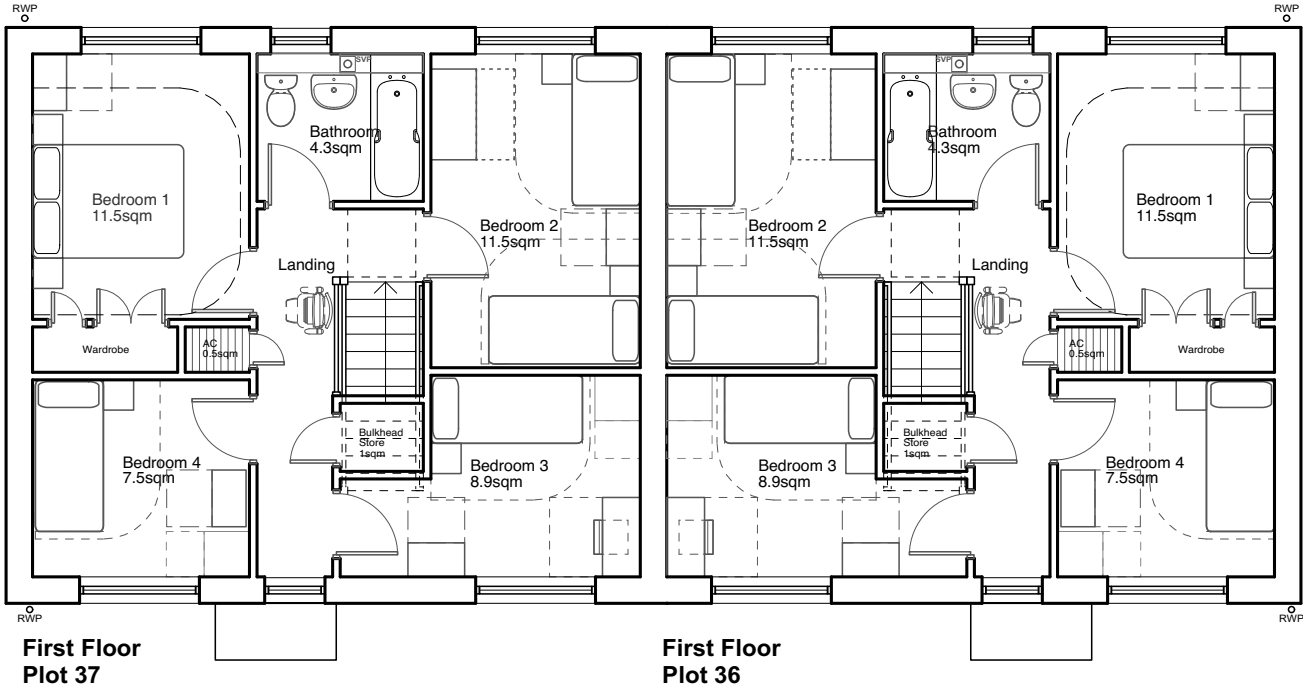 RWP
RWP
SVP
SVP
Bathroom
4.3sqm
Bathroom
4.3sqm
Bedroom 1
11.5sqm
Bedroom 2
11.5sqm
Bedroom 2
11.5sqm
Bedroom 1
11.5sqm
Landing
Landing
Wardrobe
AC
0.5sqm
AC
0.5sqm
Wardrobe
Bedroom 4
7.5sqm
Bulkhead
Store
1sqm
Bedroom 3
8.9sqm
Bedroom 3
8.9sqm
Bulkhead
Store
1sqm
Bedroom 4
7.5sqm
RWP
RWP
First Floor
Plot 37
First Floor
Plot 36